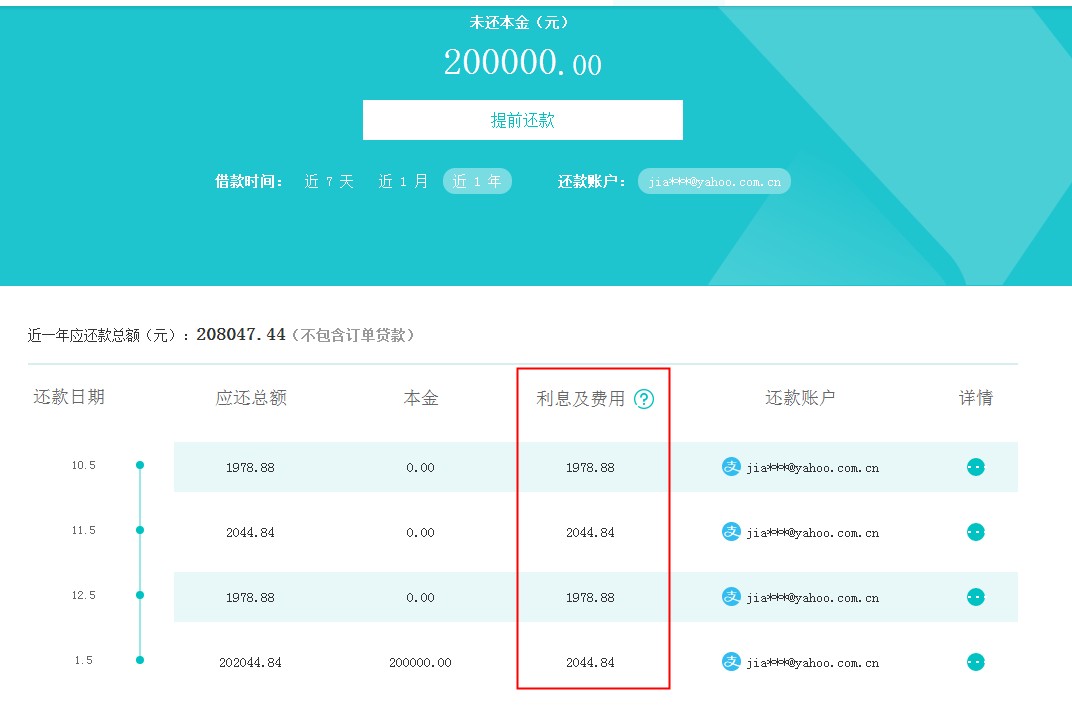 未还本金（元）
200000.00
提前还款
借款时间： 近 7 天 近 1 月 近 1 年 还款账户： jia***@yahoo.com.cn
近一年应还款总额（元）：208047.44（不包含订单贷款）
还款日期 应还总额 本金 利息及费用 ? 还款账户 详情
10.5 1978.88 0.00 1978.88 支 jia***@yahoo.com.cn
11.5 2044.84 0.00 2044.84 支 jia***@yahoo.com.cn
12.5 1978.88 0.00 1978.88 支 jia***@yahoo.com.cn
1.5 202044.84 200000.00 2044.84 支 jia***@yahoo.com.cn